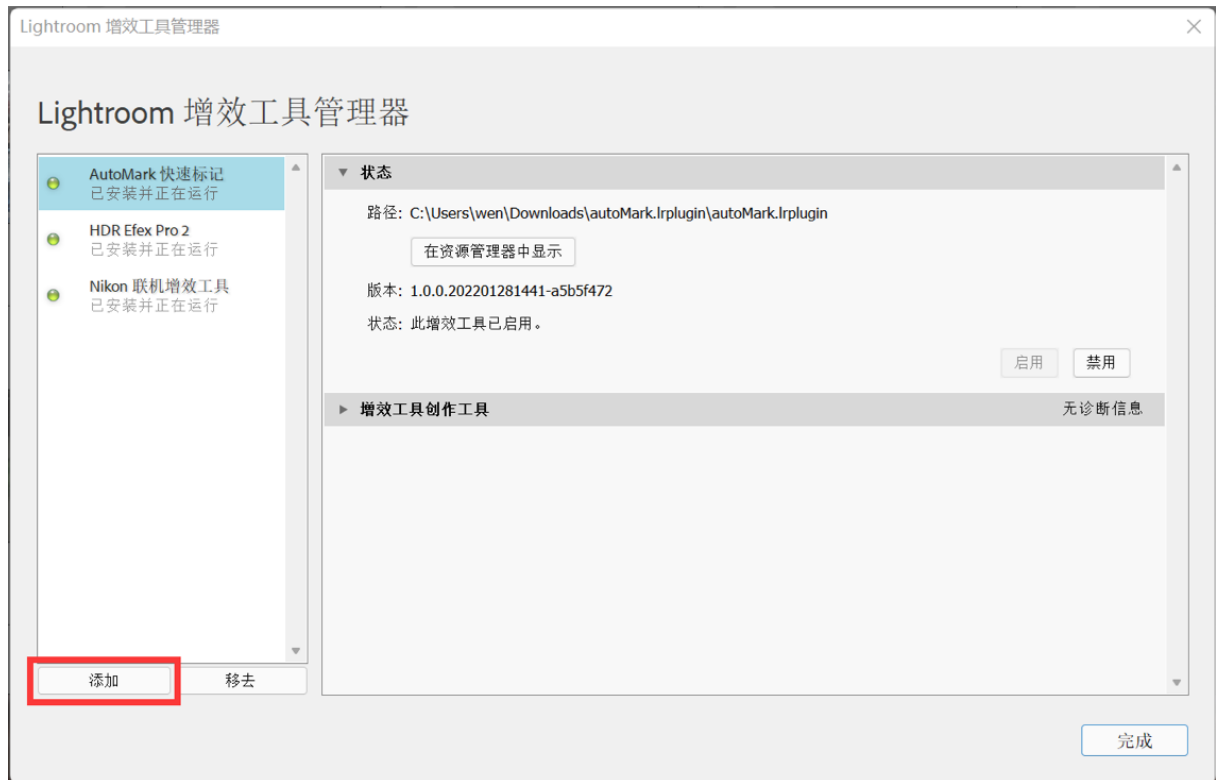 Lightroom 增效工具管理器
Lightroom 增效工具管理器
AutoMark 快速标记
已安装并正在运行
HDR Efex Pro 2
已安装并正在运行
Nikon 联机增效工具
已安装并正在运行
添加
移去
状态
路径: C:\Users\wen\Downloads\autoMark.lrplugin\autoMark.lrplugin
在资源管理器中显示
版本: 1.0.0.202201281441-a5b5f472
状态: 此增效工具已启用。
启用
禁用
增效工具创作工具
无诊断信息
完成